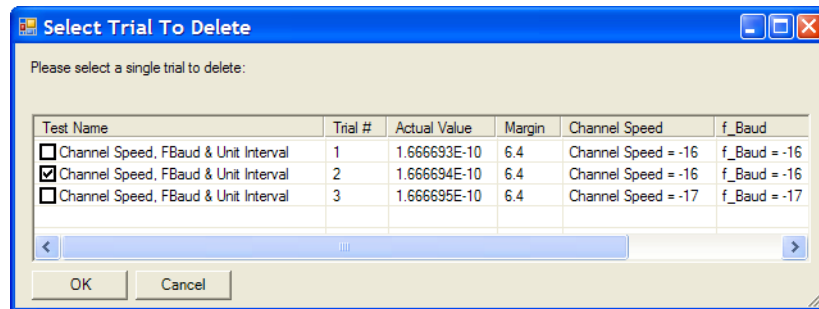 Select Trial To Delete
Please select a single trial to delete:
Test Name Trial # Actual Value Margin Channel Speed f_Baud
Channel Speed, FBaud & Unit Interval 1 1.666693E-10 6.4 Channel Speed = -16 f_Baud = -16
Channel Speed, FBaud & Unit Interval 2 1.666694E-10 6.4 Channel Speed = -16 f_Baud = -16
Channel Speed, FBaud & Unit Interval 3 1.666695E-10 6.4 Channel Speed = -17 f_Baud = -17
OK Cancel